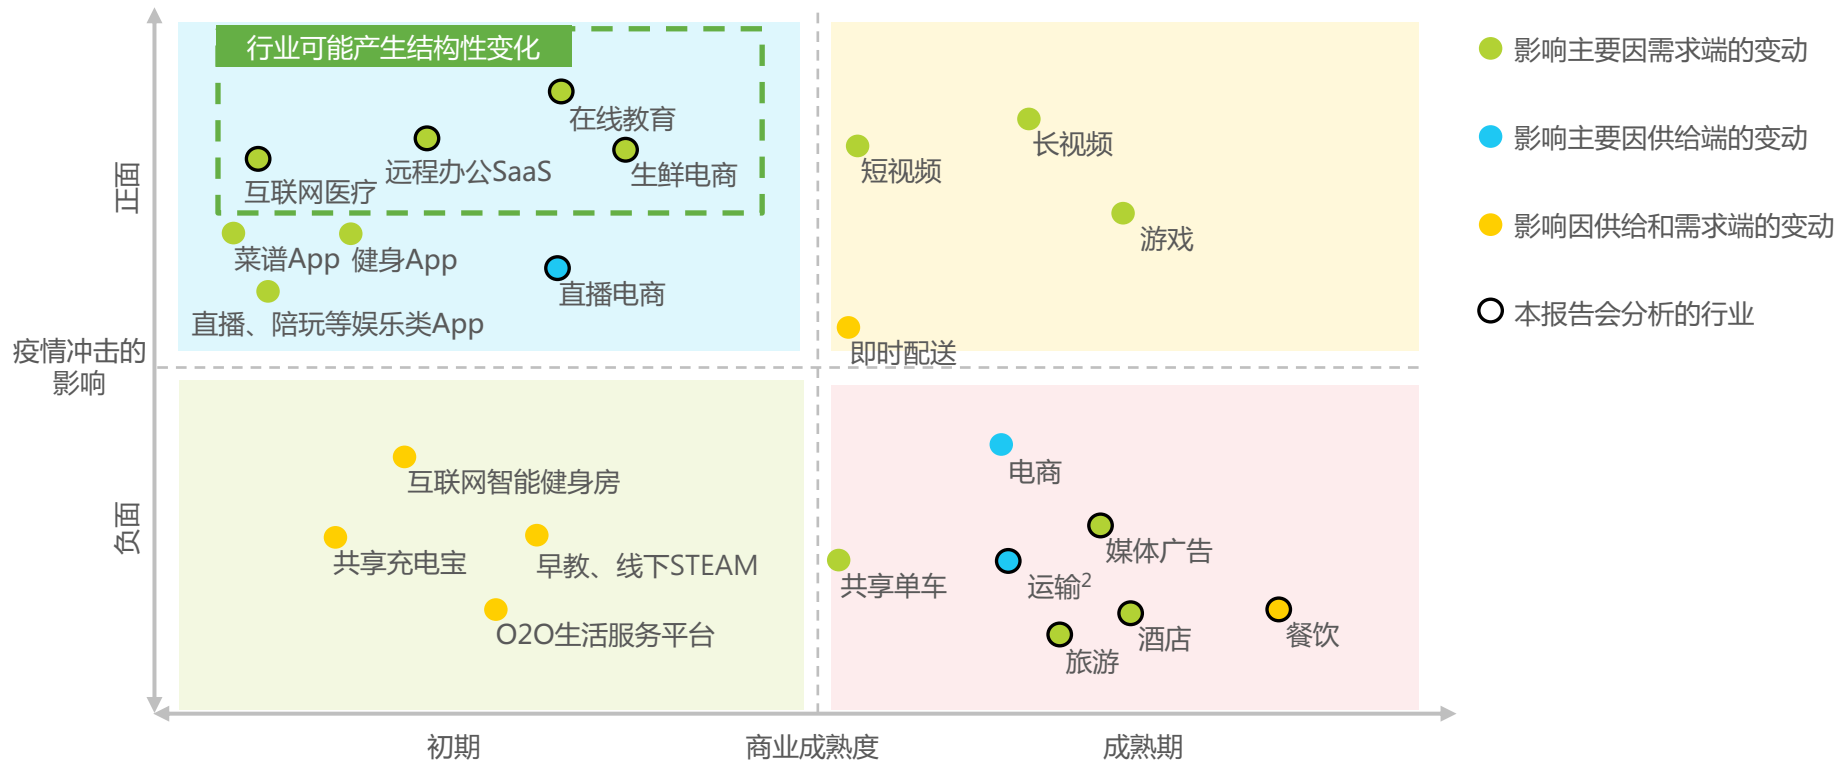 行业可能产生结构性变化
在线教育
远程办公SaaS
生鲜电商
互联网医疗
菜谱App
健身App
直播电商
直播、陪玩等娱乐类App
长视频
短视频
游戏
即时配送
正面
疫情冲击的
影响
负面
互联网智能健身房
共享充电宝
早教、线下STEAM
O2O生活服务平台
电商
媒体广告
共享单车
运输2
酒店
餐饮
旅游
初期
商业成熟度
成熟期
影响主要因需求端的变动
影响主要因供给端的变动
影响因供给和需求端的变动
本报告会分析的行业